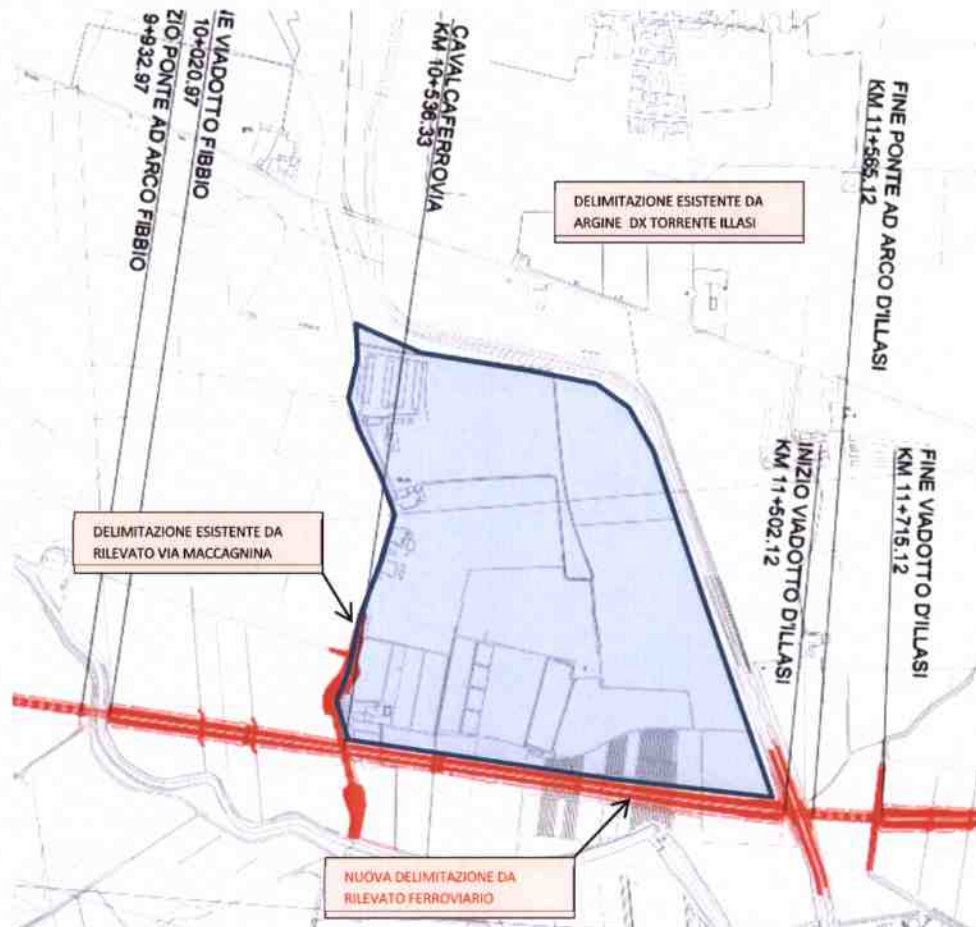 IE VIADOTTO FIBBIO
10+020.97
ZIO PONTE AD ARCO FIBBIO
9+932.97
CAVALCAFERROVIA
KM 10+536.33
FINE PONTE AD ARCO D'ILLASI
KM 11+565.12
DELIMITAZIONE ESISTENTE DA
ARGINE DX TORRENTE ILLASI
INIZIO VIADOTTO D'ILLASI
KM 11+502.12
FINE VIADOTTO D'ILLASI
KM 11+715.12
DELIMITAZIONE ESISTENTE DA
RILEVATO VIA MACCAGNINA
NUOVA DELIMITAZIONE DA
RILEVATO FERROVIARIO